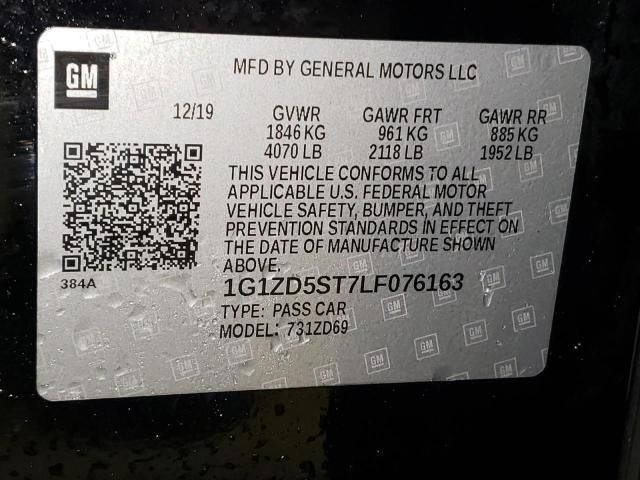 GM
MFD BY GENERAL MOTORS LLC
12/19 GVWR GAWR FRT GAWR RR
1846 KG 961 KG 885 KG
4070 LB 2118 LB 1952 LB
THIS VEHICLE CONFORMS TO ALL
APPLICABLE U.S. FEDERAL MOTOR
VEHICLE SAFETY, BUMPER, AND THEFT
PREVENTION STANDARDS IN EFFECT ON
THE DATE OF MANUFACTURE SHOWN
ABOVE.
384A
1G1ZD5ST7LF076163
TYPE: PASS CAR
MODEL: 731ZD69